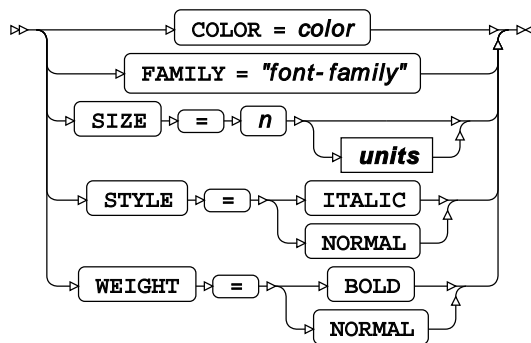 COLOR = color
FAMILY = "font-family"
SIZE = n
units
STYLE = ITALIC
NORMAL
WEIGHT = BOLD
NORMAL